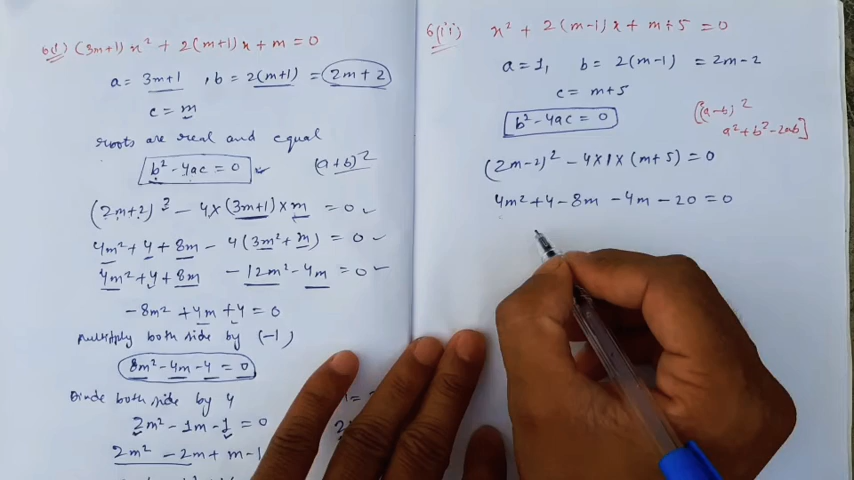 6(i) (3m+1) x² + 2(m+1)x + m = 0
a = 3m+1 , b = 2(m+1) = 2m+2
c = m
roots are real and equal
b² - 4ac = 0 (a+b)²
(2m+2)² - 4×(3m+1)×m = 0
4m² + 4 + 8m - 4(3m²+m) = 0
4m² + 4 + 8m - 12m² - 4m = 0
-8m² + 4m + 4 = 0
multiply both side by (-1)
8m² - 4m - 4 = 0
Divide both side by 4
2m² - 1m - 1 = 0
2m² - 2m + m - 1
6(ii) x² + 2(m-1)x + m+5 = 0
a = 1, b = 2(m-1) = 2m-2
c = m+5
b² - 4ac = 0 [(a-b)²
a² + b² - 2ab]
(2m-2)² - 4×1×(m+5) = 0
4m² + 4 - 8m - 4m - 20 = 0